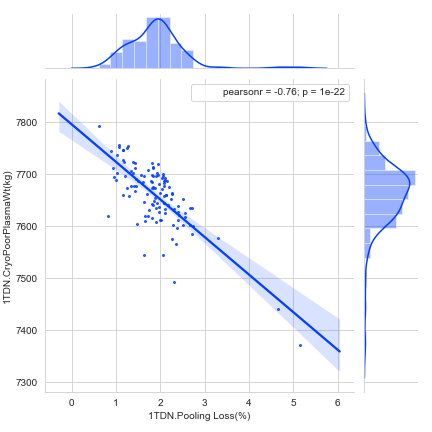 pearsonr = -0.76; p = 1e-22
7800
7700
7600
7500
7400
7300
1TDN.CryoPoorPlasmaWt(kg)
0 1 2 3 4 5 6
1TDN.Pooling Loss(%)